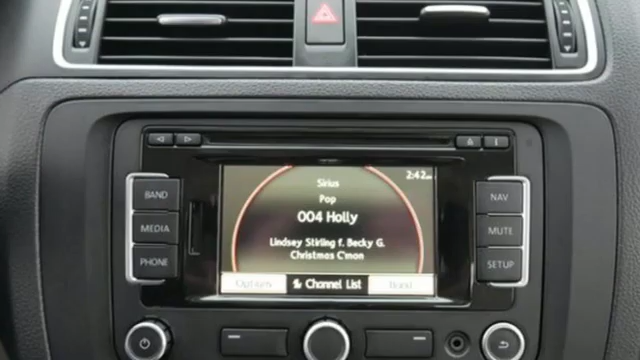 2:42
Sirius
Pop
004 Holly
Lindsey Stirling f. Becky G.
Christmas C'mon
Options
Channel List
BAND
MEDIA
PHONE
NAV
MUTE
SETUP